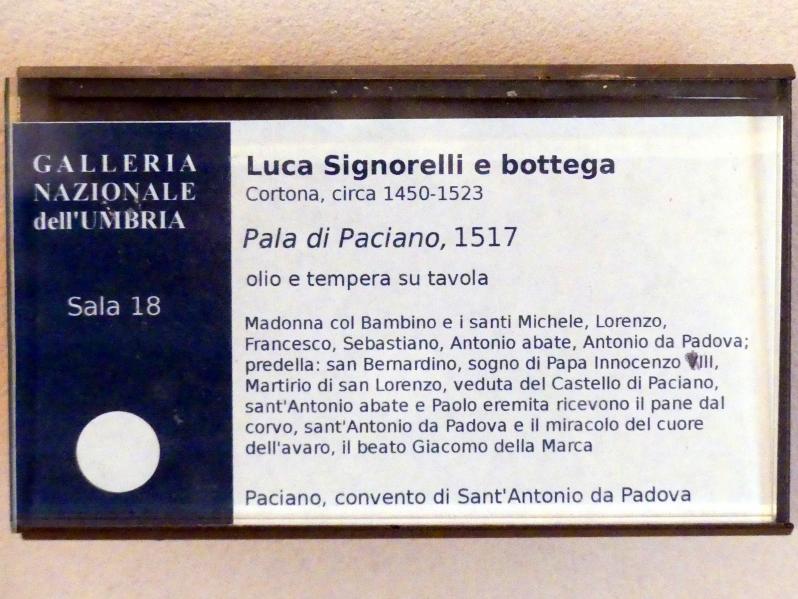 GALLERIA
NAZIONALE
dell'UMBRIA
Sala 18
Luca Signorelli e bottega
Cortona, circa 1450-1523
Pala di Paciano, 1517
olio e tempera su tavola
Madonna col Bambino e i santi Michele, Lorenzo,
Francesco, Sebastiano, Antonio abate, Antonio da Padova;
predella: san Bernardino, sogno di Papa Innocenzo VIII,
Martirio di san Lorenzo, veduta del Castello di Paciano,
sant'Antonio abate e Paolo eremita ricevono il pane dal
corvo, sant'Antonio da Padova e il miracolo del cuore
dell'avaro, il beato Giacomo della Marca
Paciano, convento di Sant'Antonio da Padova